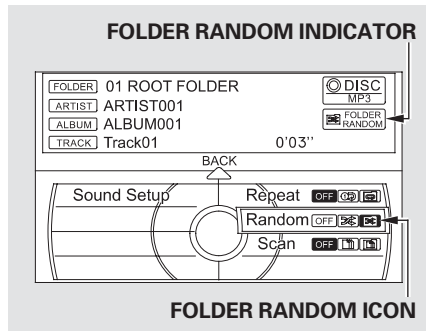 FOLDER RANDOM INDICATOR
FOLDER 01 ROOT FOLDER
DISC
MP3
ARTIST ARTIST001
FOLDER
RANDOM
ALBUM ALBUM001
TRACK Track01 0'03''
BACK
Sound Setup
Repeat OFF
Random OFF
Scan OFF
FOLDER RANDOM ICON